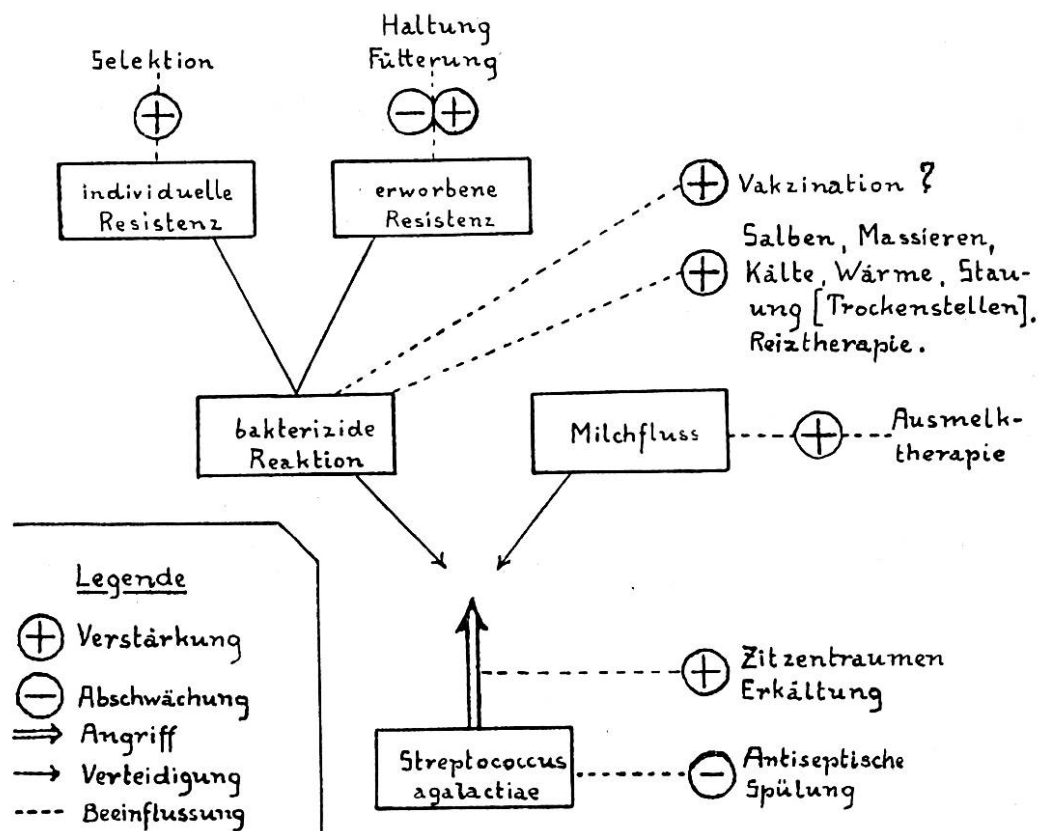 Selektion
Haltung
Fütterung
individuelle
Resistenz
erworbene
Resistenz
Vakzination ?
Salben, Massieren,
Kälte, Wärme, Stau-
ung [Trockenstellen].
Reiztherapie.
bakterizide
Reaktion
Milchfluss
Ausmelk-
therapie
Legende
+ Verstärkung
− Abschwächung
Angriff
Verteidigung
Beeinflussung
Zitzentraumen
Erkältung
Streptococcus
agalactiae
Antiseptische
Spülung